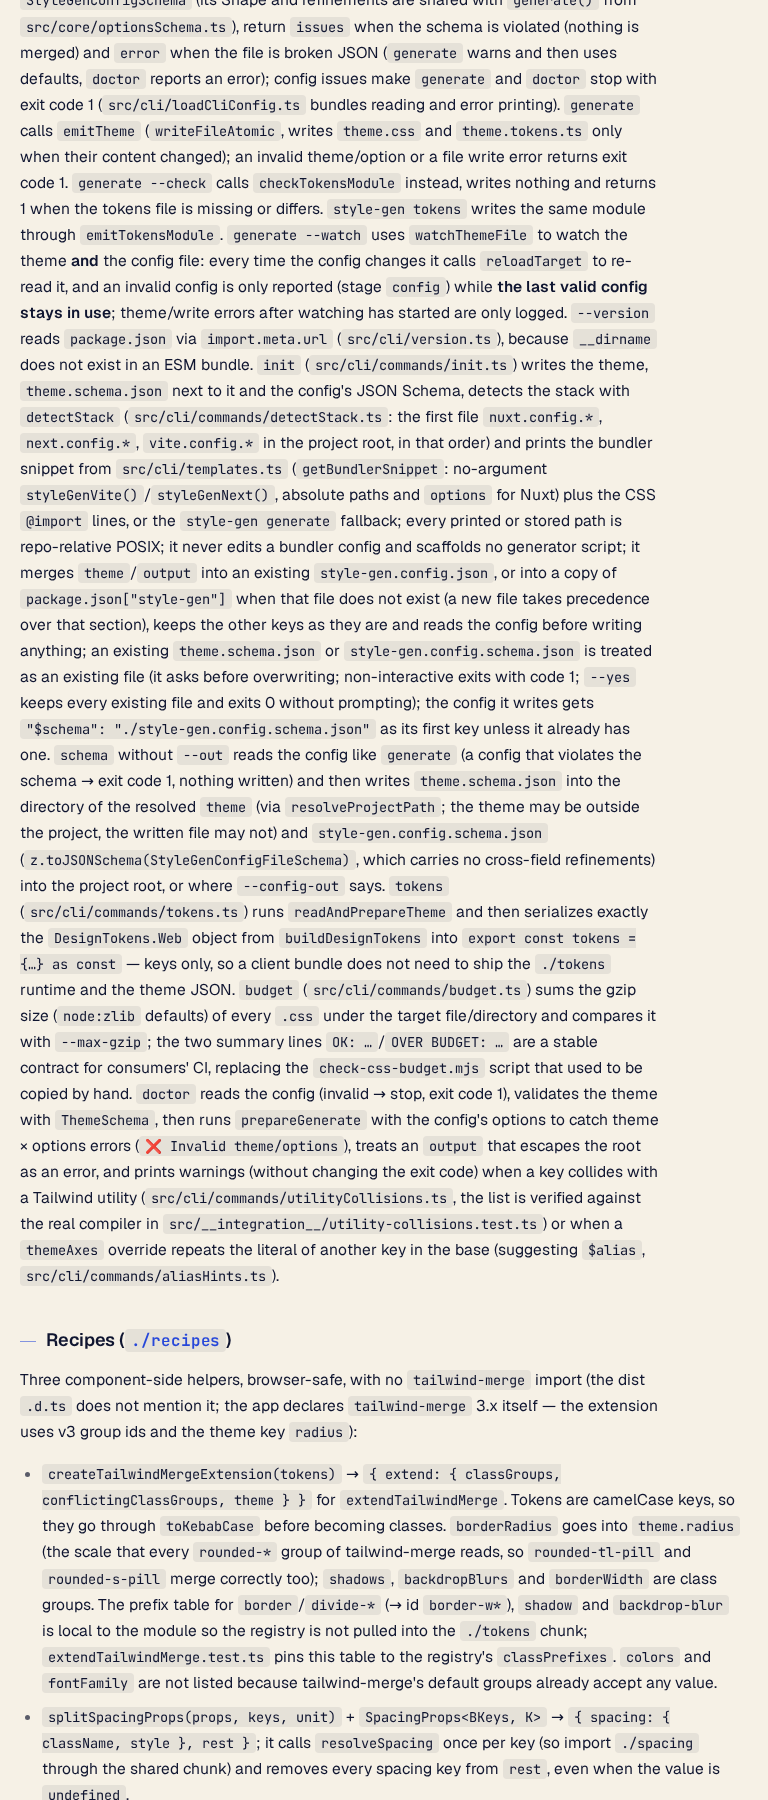 StyleGenConfigSchema (its Shape and refinements are shared with generate() from
src/core/optionsSchema.ts), return issues when the schema is violated (nothing is
merged) and error when the file is broken JSON (generate warns and then uses
defaults, doctor reports an error); config issues make generate and doctor stop with
exit code 1 (src/cli/loadCliConfig.ts bundles reading and error printing). generate
calls emitTheme (writeFileAtomic, writes theme.css and theme.tokens.ts only
when their content changed); an invalid theme/option or a file write error returns exit
code 1. generate --check calls checkTokensModule instead, writes nothing and returns
1 when the tokens file is missing or differs. style-gen tokens writes the same module
through emitTokensModule. generate --watch uses watchThemeFile to watch the
theme and the config file: every time the config changes it calls reloadTarget to re-
read it, and an invalid config is only reported (stage config) while the last valid config
stays in use; theme/write errors after watching has started are only logged. --version
reads package.json via import.meta.url (src/cli/version.ts), because __dirname
does not exist in an ESM bundle. init (src/cli/commands/init.ts) writes the theme,
theme.schema.json next to it and the config's JSON Schema, detects the stack with
detectStack (src/cli/commands/detectStack.ts: the first file nuxt.config.*,
next.config.*, vite.config.* in the project root, in that order) and prints the bundler
snippet from src/cli/templates.ts (getBundlerSnippet: no-argument
styleGenVite()/styleGenNext(), absolute paths and options for Nuxt) plus the CSS
@import lines, or the style-gen generate fallback; every printed or stored path is
repo-relative POSIX; it never edits a bundler config and scaffolds no generator script; it
merges theme/output into an existing style-gen.config.json, or into a copy of
package.json["style-gen"] when that file does not exist (a new file takes precedence
over that section), keeps the other keys as they are and reads the config before writing
anything; an existing theme.schema.json or style-gen.config.schema.json is treated
as an existing file (it asks before overwriting; non-interactive exits with code 1; --yes
keeps every existing file and exits 0 without prompting); the config it writes gets
"$schema": "./style-gen.config.schema.json" as its first key unless it already has
one. schema without --out reads the config like generate (a config that violates the
schema → exit code 1, nothing written) and then writes theme.schema.json into the
directory of the resolved theme (via resolveProjectPath; the theme may be outside
the project, the written file may not) and style-gen.config.schema.json
(z.toJSONSchema(StyleGenConfigFileSchema), which carries no cross-field refinements)
into the project root, or where --config-out says. tokens
(src/cli/commands/tokens.ts) runs readAndPrepareTheme and then serializes exactly
the DesignTokens.Web object from buildDesignTokens into export const tokens =
{…} as const — keys only, so a client bundle does not need to ship the ./tokens
runtime and the theme JSON. budget (src/cli/commands/budget.ts) sums the gzip
size (node:zlib defaults) of every .css under the target file/directory and compares it
with --max-gzip; the two summary lines OK: …/OVER BUDGET: … are a stable
contract for consumers' CI, replacing the check-css-budget.mjs script that used to be
copied by hand. doctor reads the config (invalid → stop, exit code 1), validates the theme
with ThemeSchema, then runs prepareGenerate with the config's options to catch theme
× options errors (❌ Invalid theme/options), treats an output that escapes the root
as an error, and prints warnings (without changing the exit code) when a key collides with
a Tailwind utility (src/cli/commands/utilityCollisions.ts, the list is verified against
the real compiler in src/__integration__/utility-collisions.test.ts) or when a
themeAxes override repeats the literal of another key in the base (suggesting $alias,
src/cli/commands/aliasHints.ts).
— Recipes (./recipes)
Three component-side helpers, browser-safe, with no tailwind-merge import (the dist
.d.ts does not mention it; the app declares tailwind-merge 3.x itself — the extension
uses v3 group ids and the theme key radius):
• createTailwindMergeExtension(tokens) → { extend: { classGroups,
conflictingClassGroups, theme } } for extendTailwindMerge. Tokens are camelCase keys, so
they go through toKebabCase before becoming classes. borderRadius goes into theme.radius
(the scale that every rounded-* group of tailwind-merge reads, so rounded-tl-pill and
rounded-s-pill merge correctly too); shadows, backdropBlurs and borderWidth are class
groups. The prefix table for border/divide-* (→ id border-w*), shadow and backdrop-blur
is local to the module so the registry is not pulled into the ./tokens chunk;
extendTailwindMerge.test.ts pins this table to the registry's classPrefixes. colors and
fontFamily are not listed because tailwind-merge's default groups already accept any value.
• splitSpacingProps(props, keys, unit) + SpacingProps<BKeys, K> → { spacing: {
className, style }, rest }; it calls resolveSpacing once per key (so import ./spacing
through the shared chunk) and removes every spacing key from rest, even when the value is
undefined.